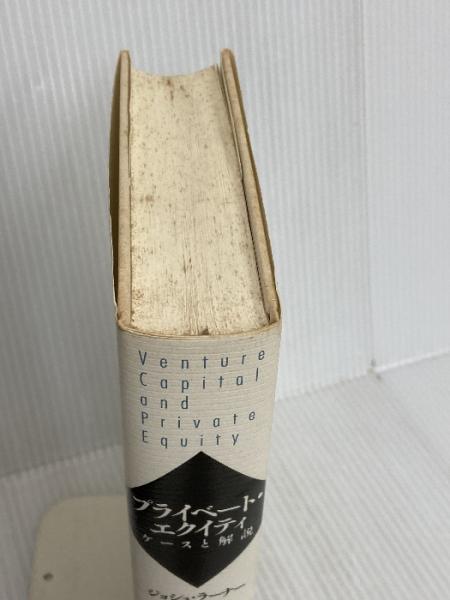 Venture
Capital
and
Private
Equity
プライベート・
エクイティ
ケースと解説
ジョシュ・ラーナー